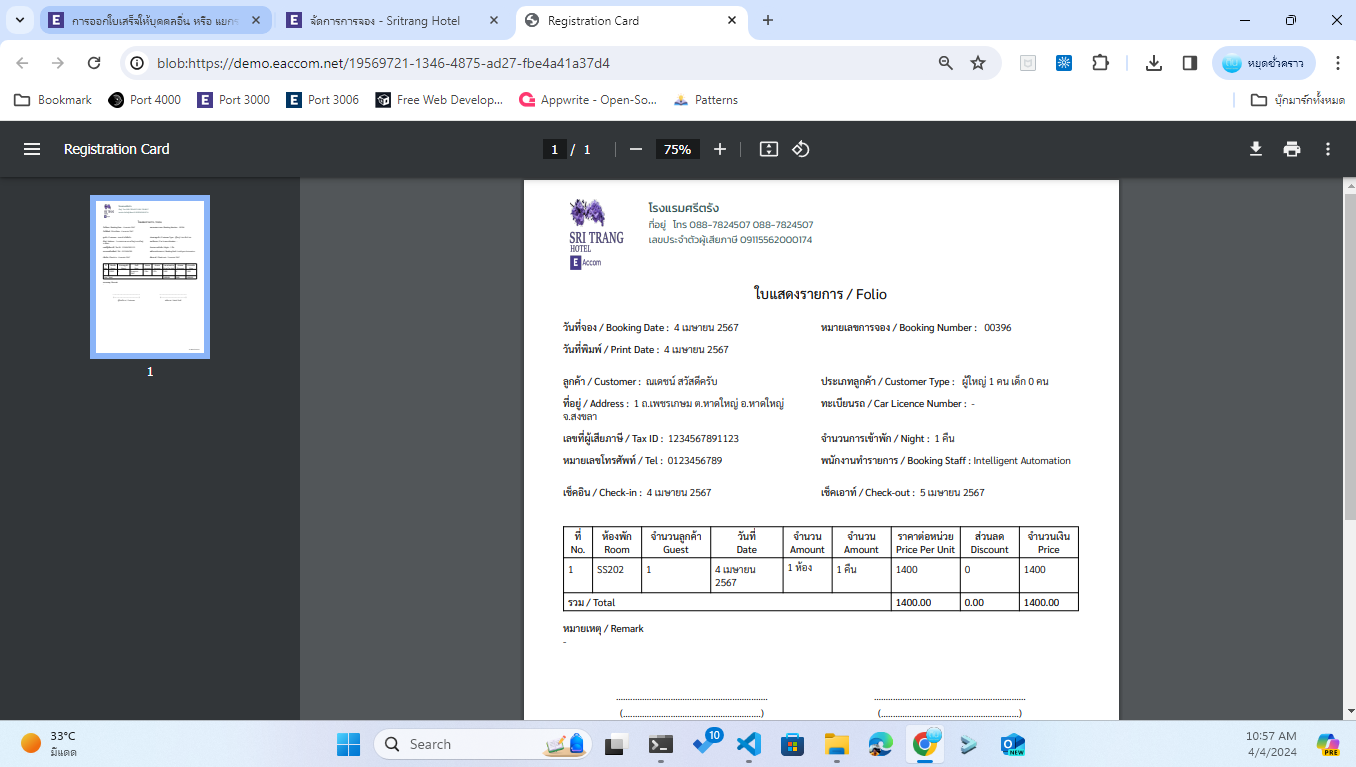 การออกใบเสร็จให้บุคคลอื่น หรือ แยก
จัดการการจอง - Sritrang Hotel
Registration Card
blob:https://demo.eaccom.net/19569721-1346-4875-ad27-fbe4a41a37d4
หยุดชั่วคราว
Bookmark
Port 4000
Port 3000
Port 3006
Free Web Develop...
Appwrite - Open-So...
Patterns
บุ๊กมาร์กทั้งหมด
Registration Card
1 / 1
75%
1
SRI TRANG
HOTEL
E Accom
โรงแรมศรีตรัง
ที่อยู่ โทร 088-7824507 088-7824507
เลขประจำตัวผู้เสียภาษี 09115562000174
ใบแสดงรายการ / Folio
วันที่จอง / Booking Date : 4 เมษายน 2567
หมายเลขการจอง / Booking Number : 00396
วันที่พิมพ์ / Print Date : 4 เมษายน 2567
ลูกค้า / Customer : ณเดชน์ สวัสดีครับ
ประเภทลูกค้า / Customer Type : ผู้ใหญ่ 1 คน เด็ก 0 คน
ที่อยู่ / Address : 1 ถ.เพชรเกษม ต.หาดใหญ่ อ.หาดใหญ่
จ.สงขลา
ทะเบียนรถ / Car Licence Number : -
เลขที่ผู้เสียภาษี / Tax ID : 1234567891123
จำนวนการเข้าพัก / Night : 1 คืน
หมายเลขโทรศัพท์ / Tel : 0123456789
พนักงานทำรายการ / Booking Staff : Intelligent Automation
เช็คอิน / Check-in : 4 เมษายน 2567
เช็คเอาท์ / Check-out : 5 เมษายน 2567
ที่ ห้องพัก จำนวนลูกค้า วันที่ จำนวน จำนวน ราคาต่อหน่วย ส่วนลด จำนวนเงิน
No. Room Guest Date Amount Amount Price Per Unit Discount Price
1 SS202 1 4 เมษายน 1 ห้อง 1 คืน 1400 0 1400
2567
รวม / Total 1400.00 0.00 1400.00
หมายเหตุ / Remark
-
(............................................................) (............................................................)
33°C
มีแดด
Search
10
10:57 AM
4/4/2024
PRE
NEW